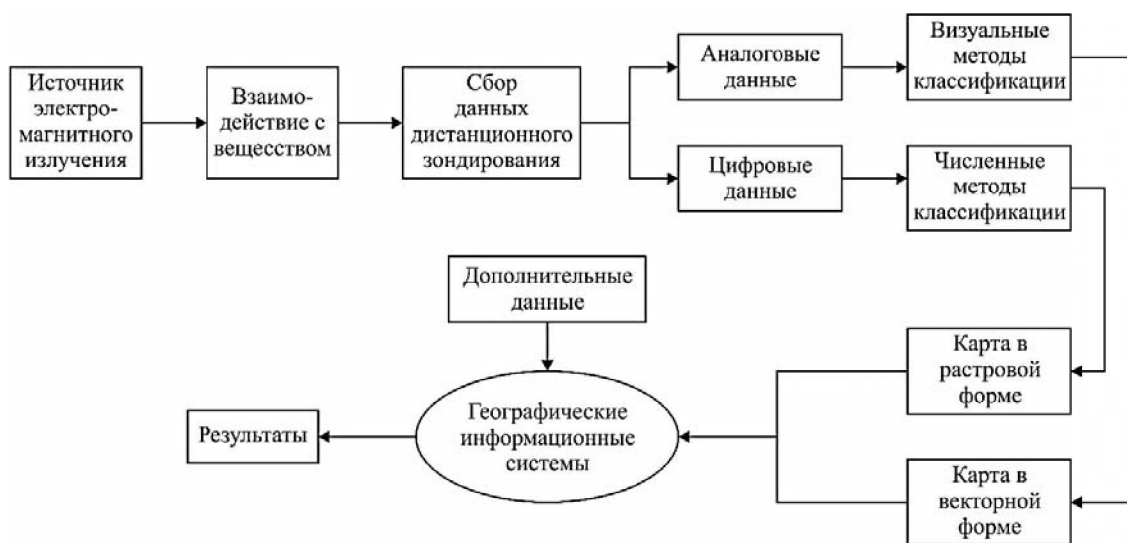 Источник
электро-
магнитного
излучения
Взаимо-
действие с
вещесством
Сбор
данных
дистанционного
зондирования
Аналоговые
данные
Визуальные
методы
классификации
Цифровые
данные
Численные
методы
классификации
Дополнительные
данные
Карта в
растровой
форме
Географические
информационные
системы
Результаты
Карта в
векторной
форме